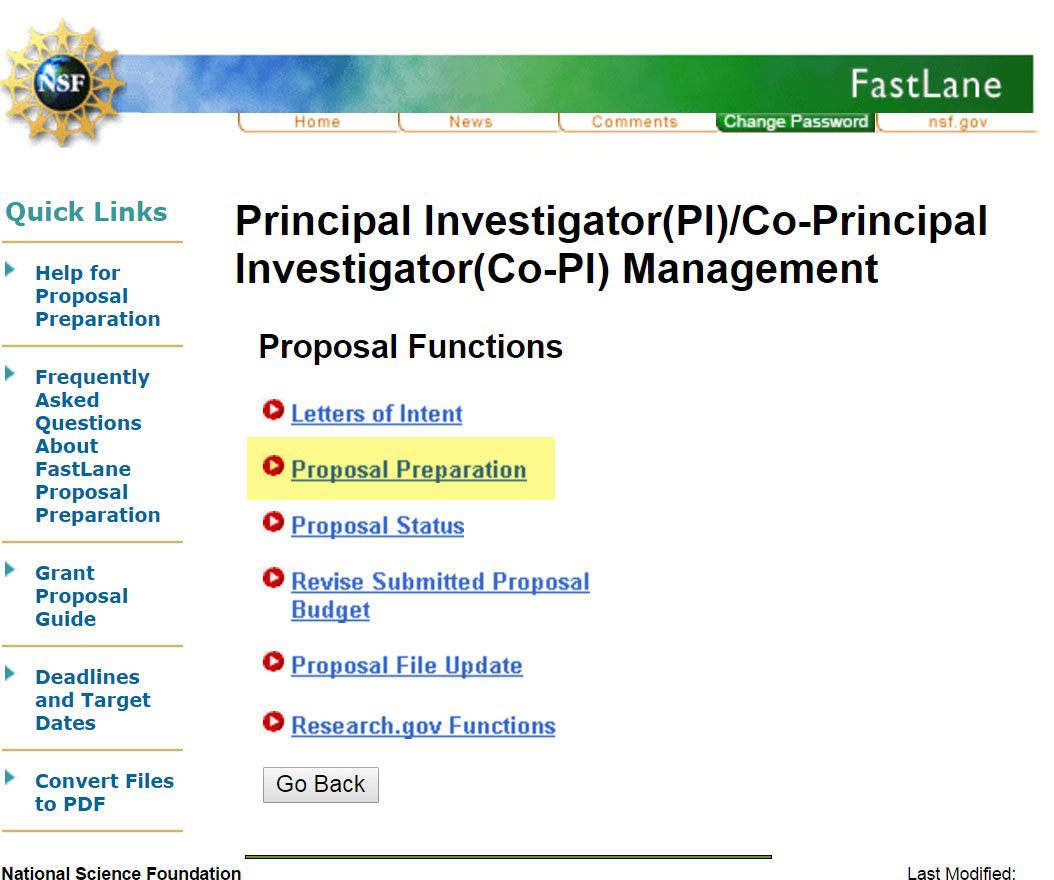 NSF
FastLane
Home News Comments Change Password nsf.gov
Quick Links
Help for
Proposal
Preparation
Frequently
Asked
Questions
About
FastLane
Proposal
Preparation
Grant
Proposal
Guide
Deadlines
and Target
Dates
Convert Files
to PDF
Principal Investigator(PI)/Co-Principal
Investigator(Co-PI) Management
Proposal Functions
Letters of Intent
Proposal Preparation
Proposal Status
Revise Submitted Proposal
Budget
Proposal File Update
Research.gov Functions
Go Back
National Science Foundation
Last Modified: